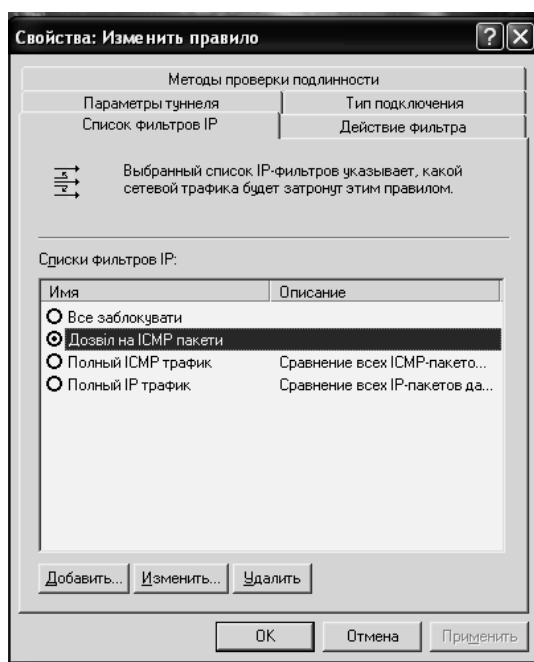 Свойства: Изменить правило
Методы проверки подлинности
Параметры туннеля Тип подключения
Список фильтров IP Действие фильтра
Выбранный список IP-фильтров указывает, какой
сетевой трафика будет затронут этим правилом.
Списки фильтров IP:
Имя Описание
Все заблокувати
Дозвіл на ICMP пакети
Полный ICMP трафик Сравнение всех ICMP-пакето...
Полный IP трафик Сравнение всех IP-пакетов да...
Добавить... Изменить... Удалить
OK Отмена Применить